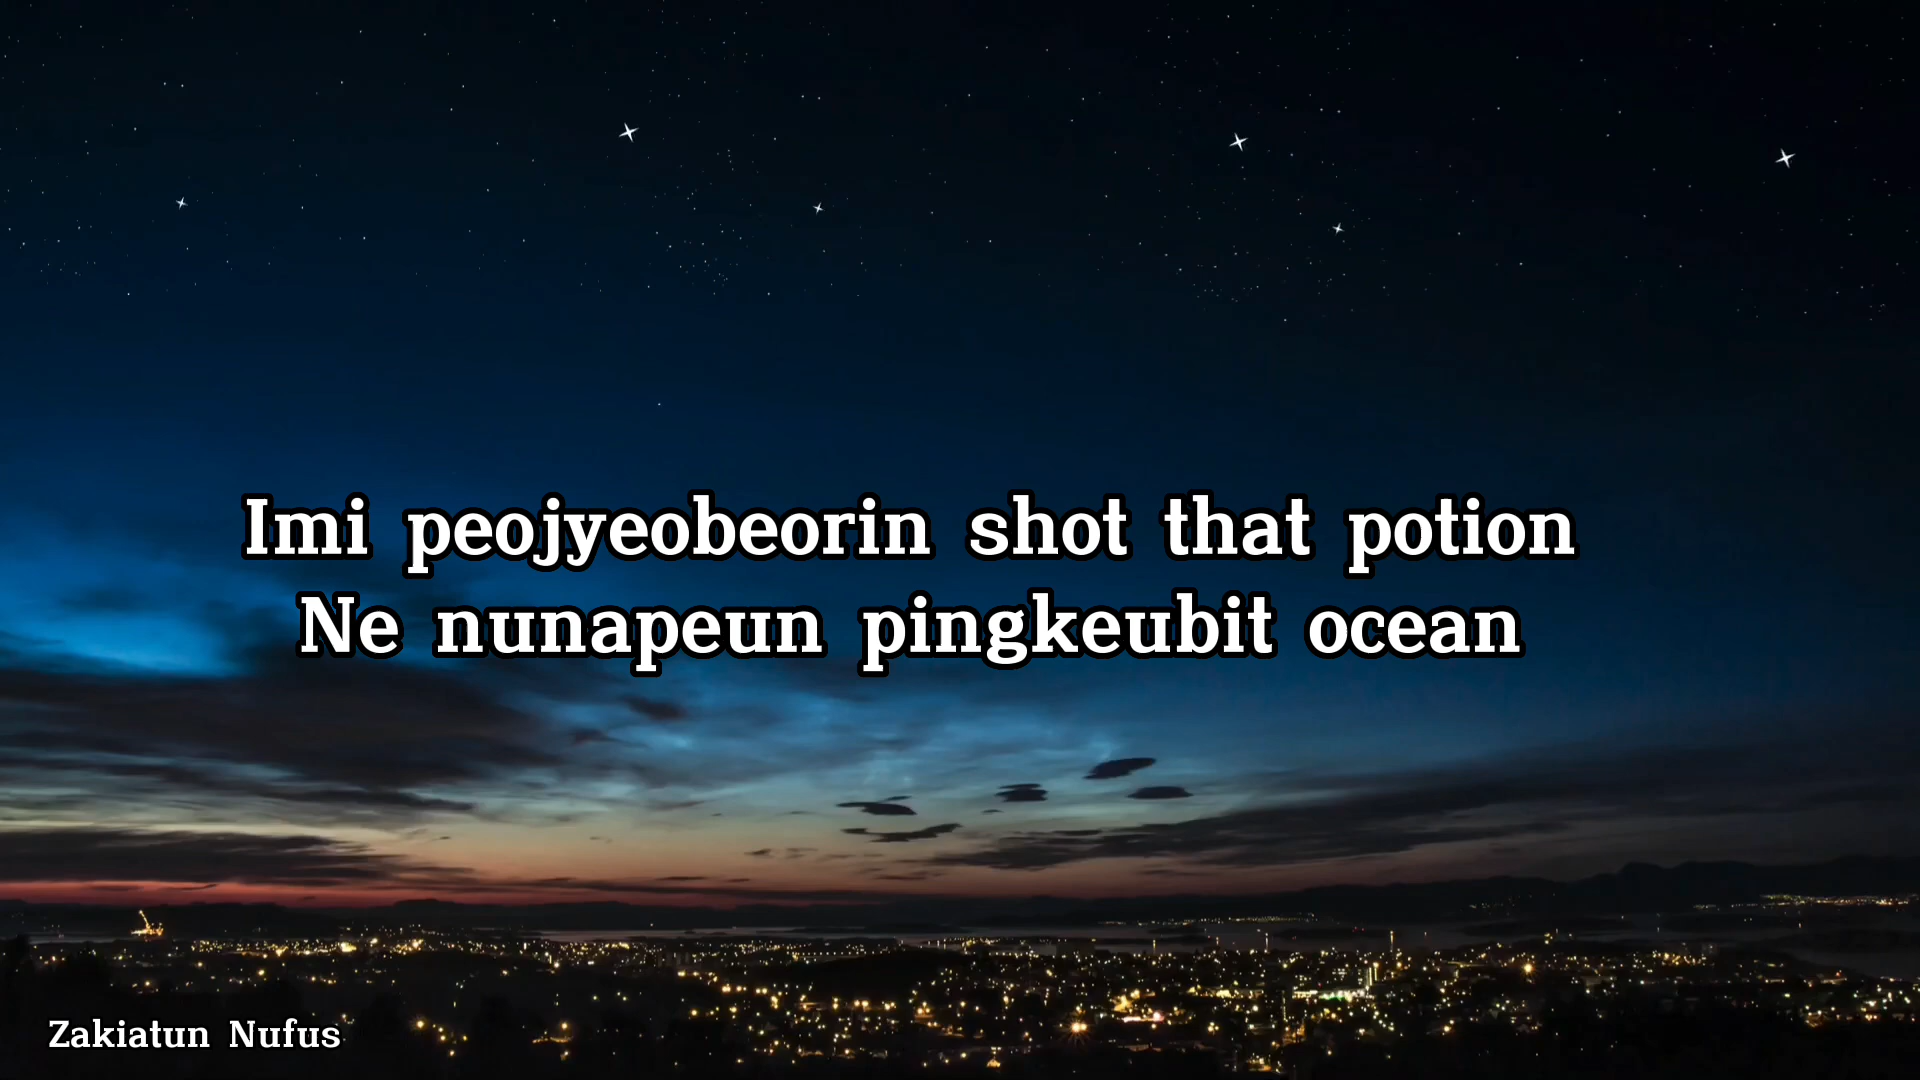 Imi peojyeobeorin shot that potion
Ne nunapeun pingkeubit ocean
Zakiatun Nufus